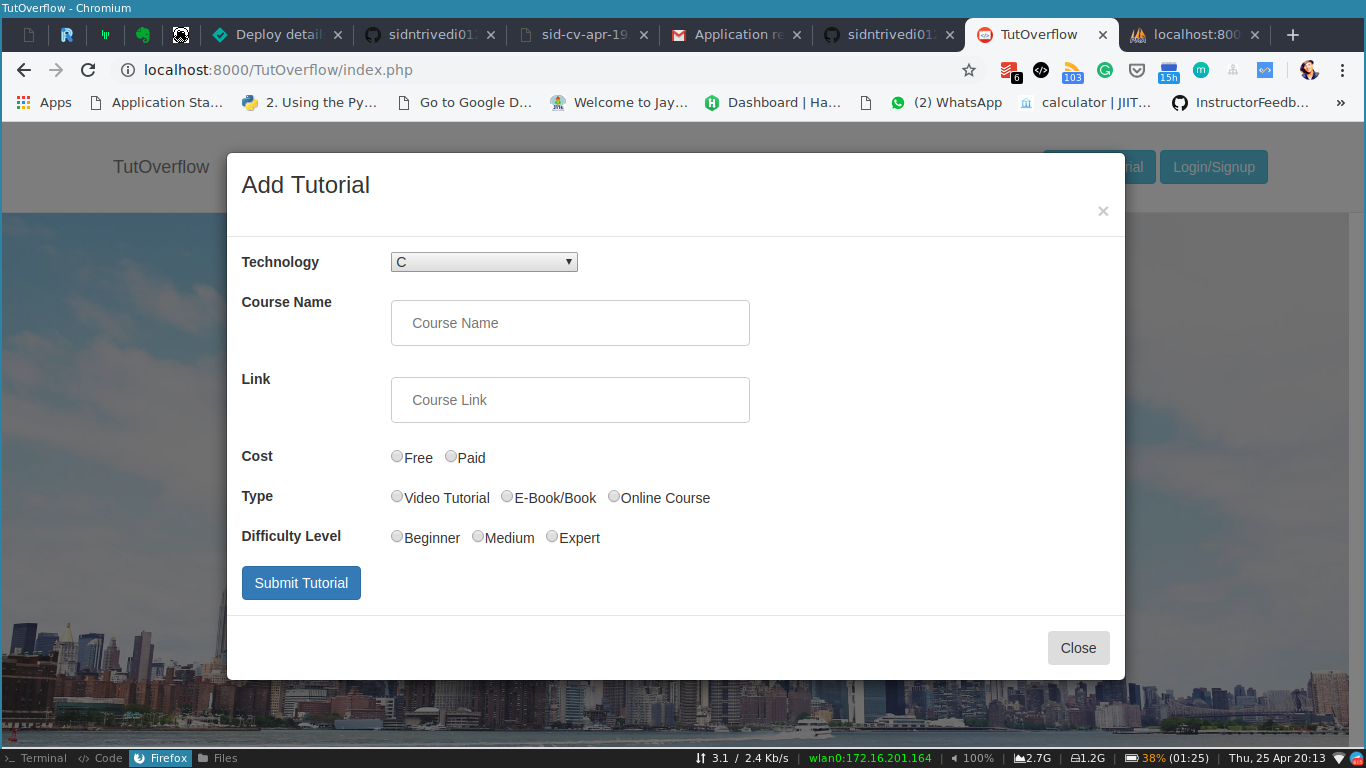 TutOverflow - Chromium
Deploy detail
sidntrivedi01
sid-cv-apr-19
Application re
sidntrivedi01
TutOverflow
localhost:800
localhost:8000/TutOverflow/index.php
6
103
15h
Apps
Application Sta...
2. Using the Py...
Go to Google D...
Welcome to Jay...
Dashboard | Ha...
(2) WhatsApp
calculator | JIIT...
InstructorFeedb...
»
TutOverflow
rial
Login/Signup
Add Tutorial
×
Technology
C
Course Name
Course Name
Link
Course Link
Cost
Free
Paid
Type
Video Tutorial
E-Book/Book
Online Course
Difficulty Level
Beginner
Medium
Expert
Submit Tutorial
Close
Terminal
Code
Firefox
Files
3.1 / 2.4 Kb/s
wlan0:172.16.201.164
100%
2.7G
1.2G
38% (01:25)
Thu, 25 Apr 20:13